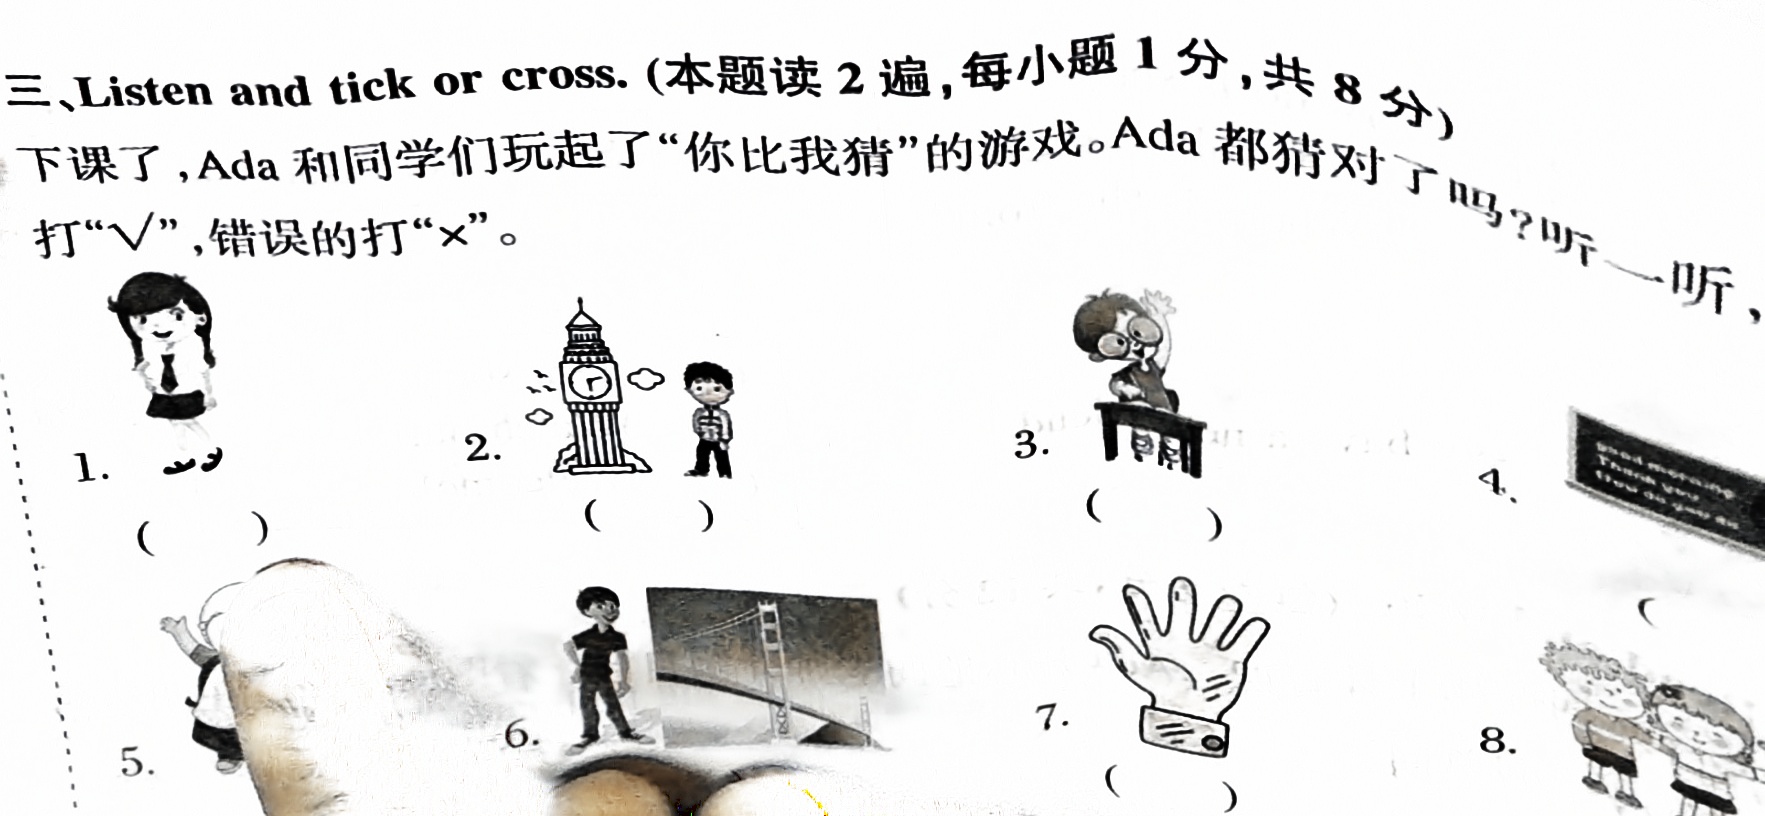 三、Listen and tick or cross. (本题读 2 遍,每小题 1 分,共 8 分)
下课了,Ada 和同学们玩起了“你比我猜”的游戏。Ada 都猜对了吗?听一听,
打“√”,错误的打“×”。
1.
2.
3.
4.
Good morning
Thank you
How do you do
( )
( )
( )
(
5.
6.
7.
8.
( )